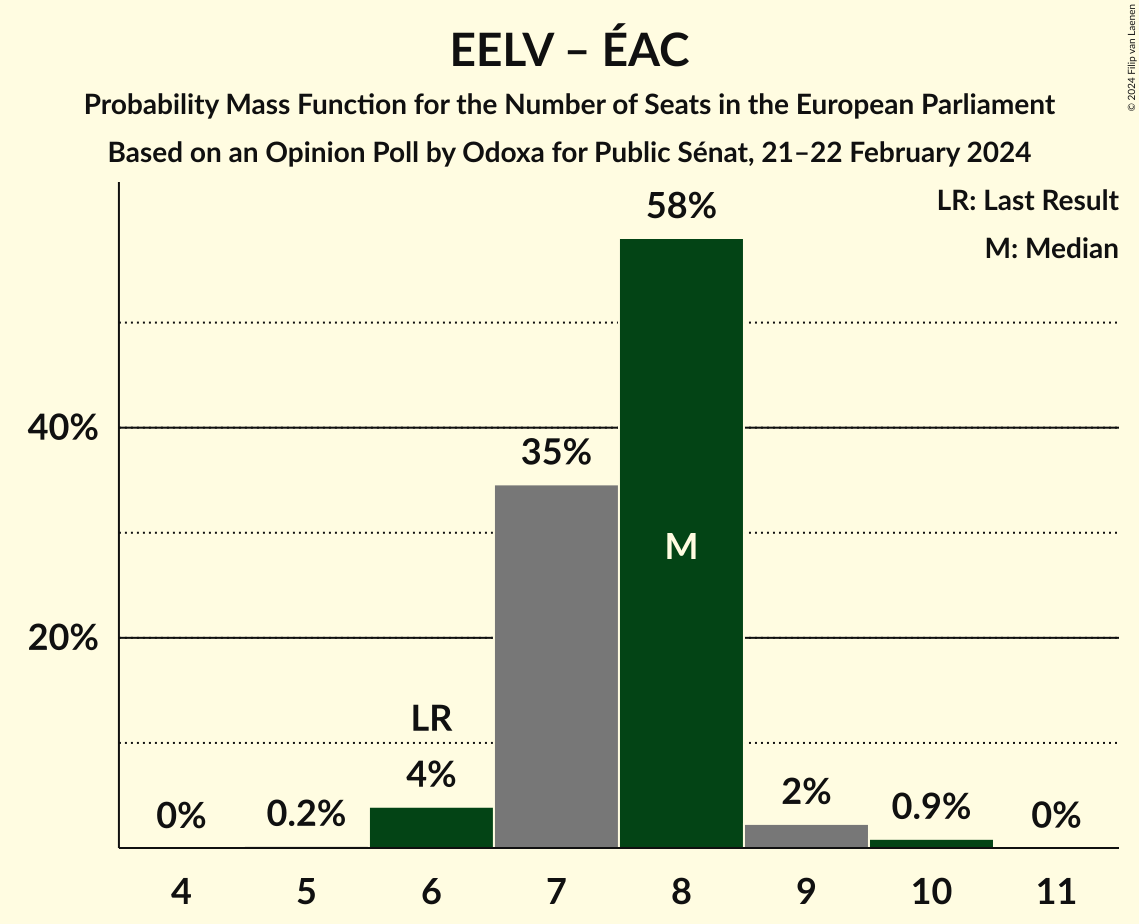 EELV – ÉAC
Probability Mass Function for the Number of Seats in the European Parliament
Based on an Opinion Poll by Odoxa for Public Sénat, 21–22 February 2024
© 2024 Filip van Laenen
LR: Last Result
M: Median
58%
40%
35%
M
20%
LR
4%
0%
0.2%
2%
0.9%
0%
4 5 6 7 8 9 10 11